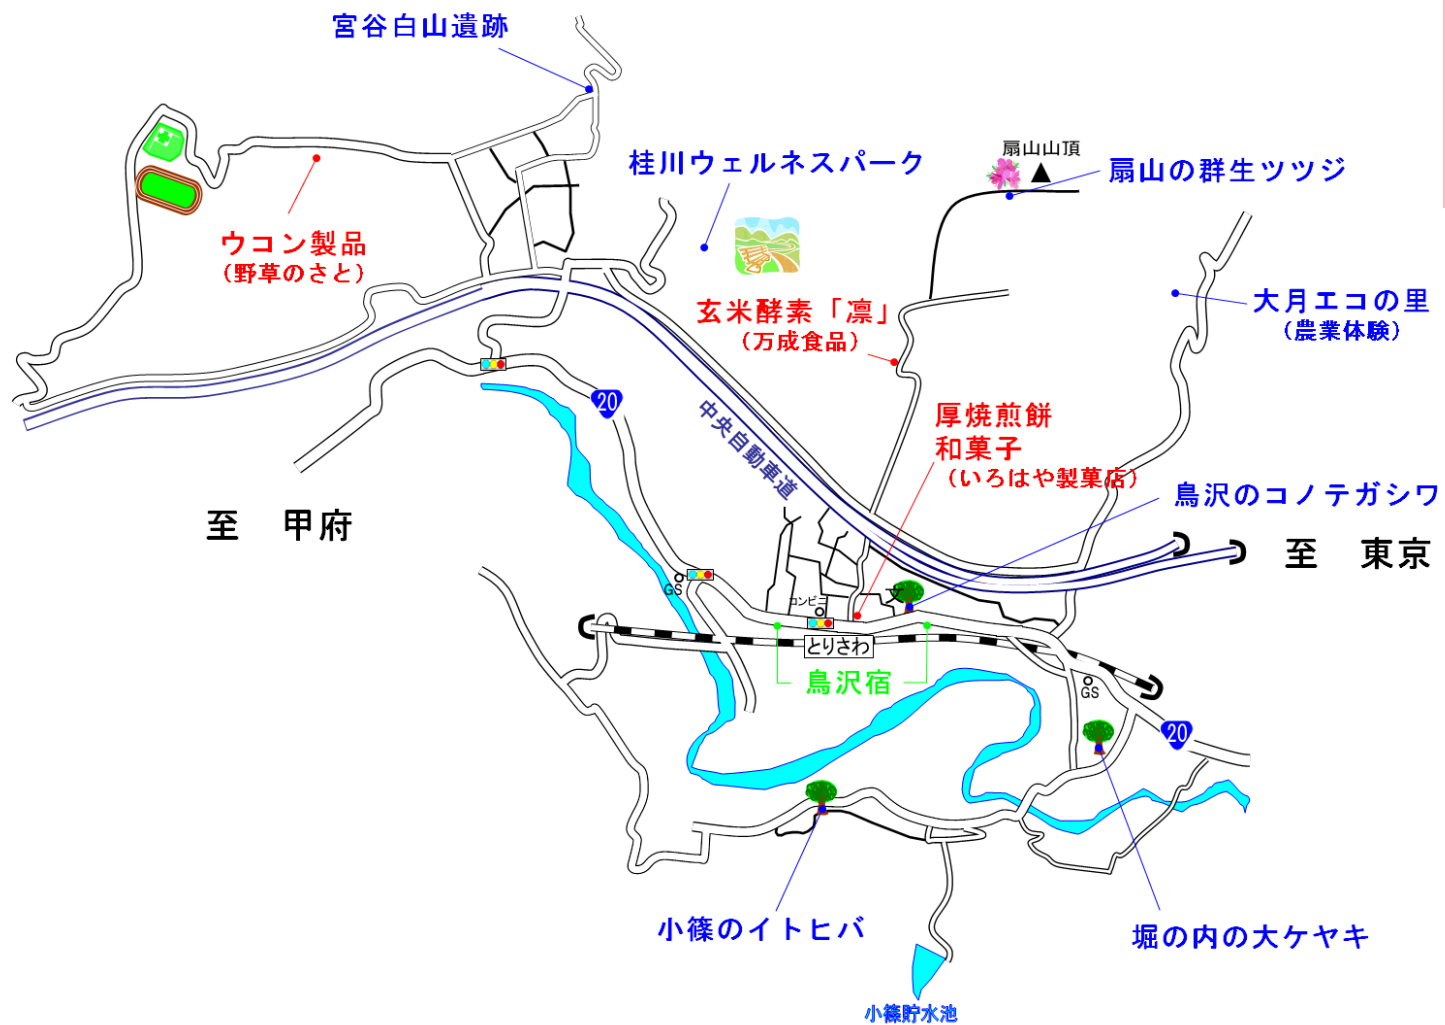 宮谷白山遺跡
扇山山頂
桂川ウェルネスパーク
扇山の群生ツツジ
ウコン製品
(野草のさと)
玄米酵素「凛」
(万成食品)
大月エコの里
(農業体験)
20
中央自動車道
厚焼煎餅
和菓子
(いろはや製菓店)
鳥沢のコノテガシワ
至 甲府
至 東京
GS
コンビニ
文
とりさわ
鳥沢宿
GS
20
小篠のイトヒバ
堀の内の大ケヤキ
小篠貯水池